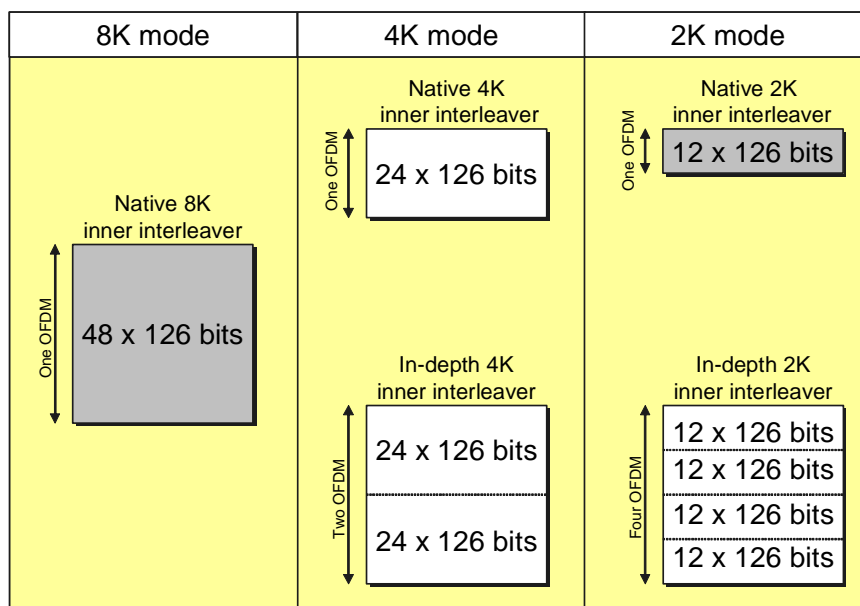 8K mode
4K mode
2K mode
Native 8K
inner interleaver
One OFDM
48 x 126 bits
Native 4K
inner interleaver
One OFDM
24 x 126 bits
In-depth 4K
inner interleaver
Two OFDM
24 x 126 bits
24 x 126 bits
Native 2K
inner interleaver
One OFDM
12 x 126 bits
In-depth 2K
inner interleaver
Four OFDM
12 x 126 bits
12 x 126 bits
12 x 126 bits
12 x 126 bits